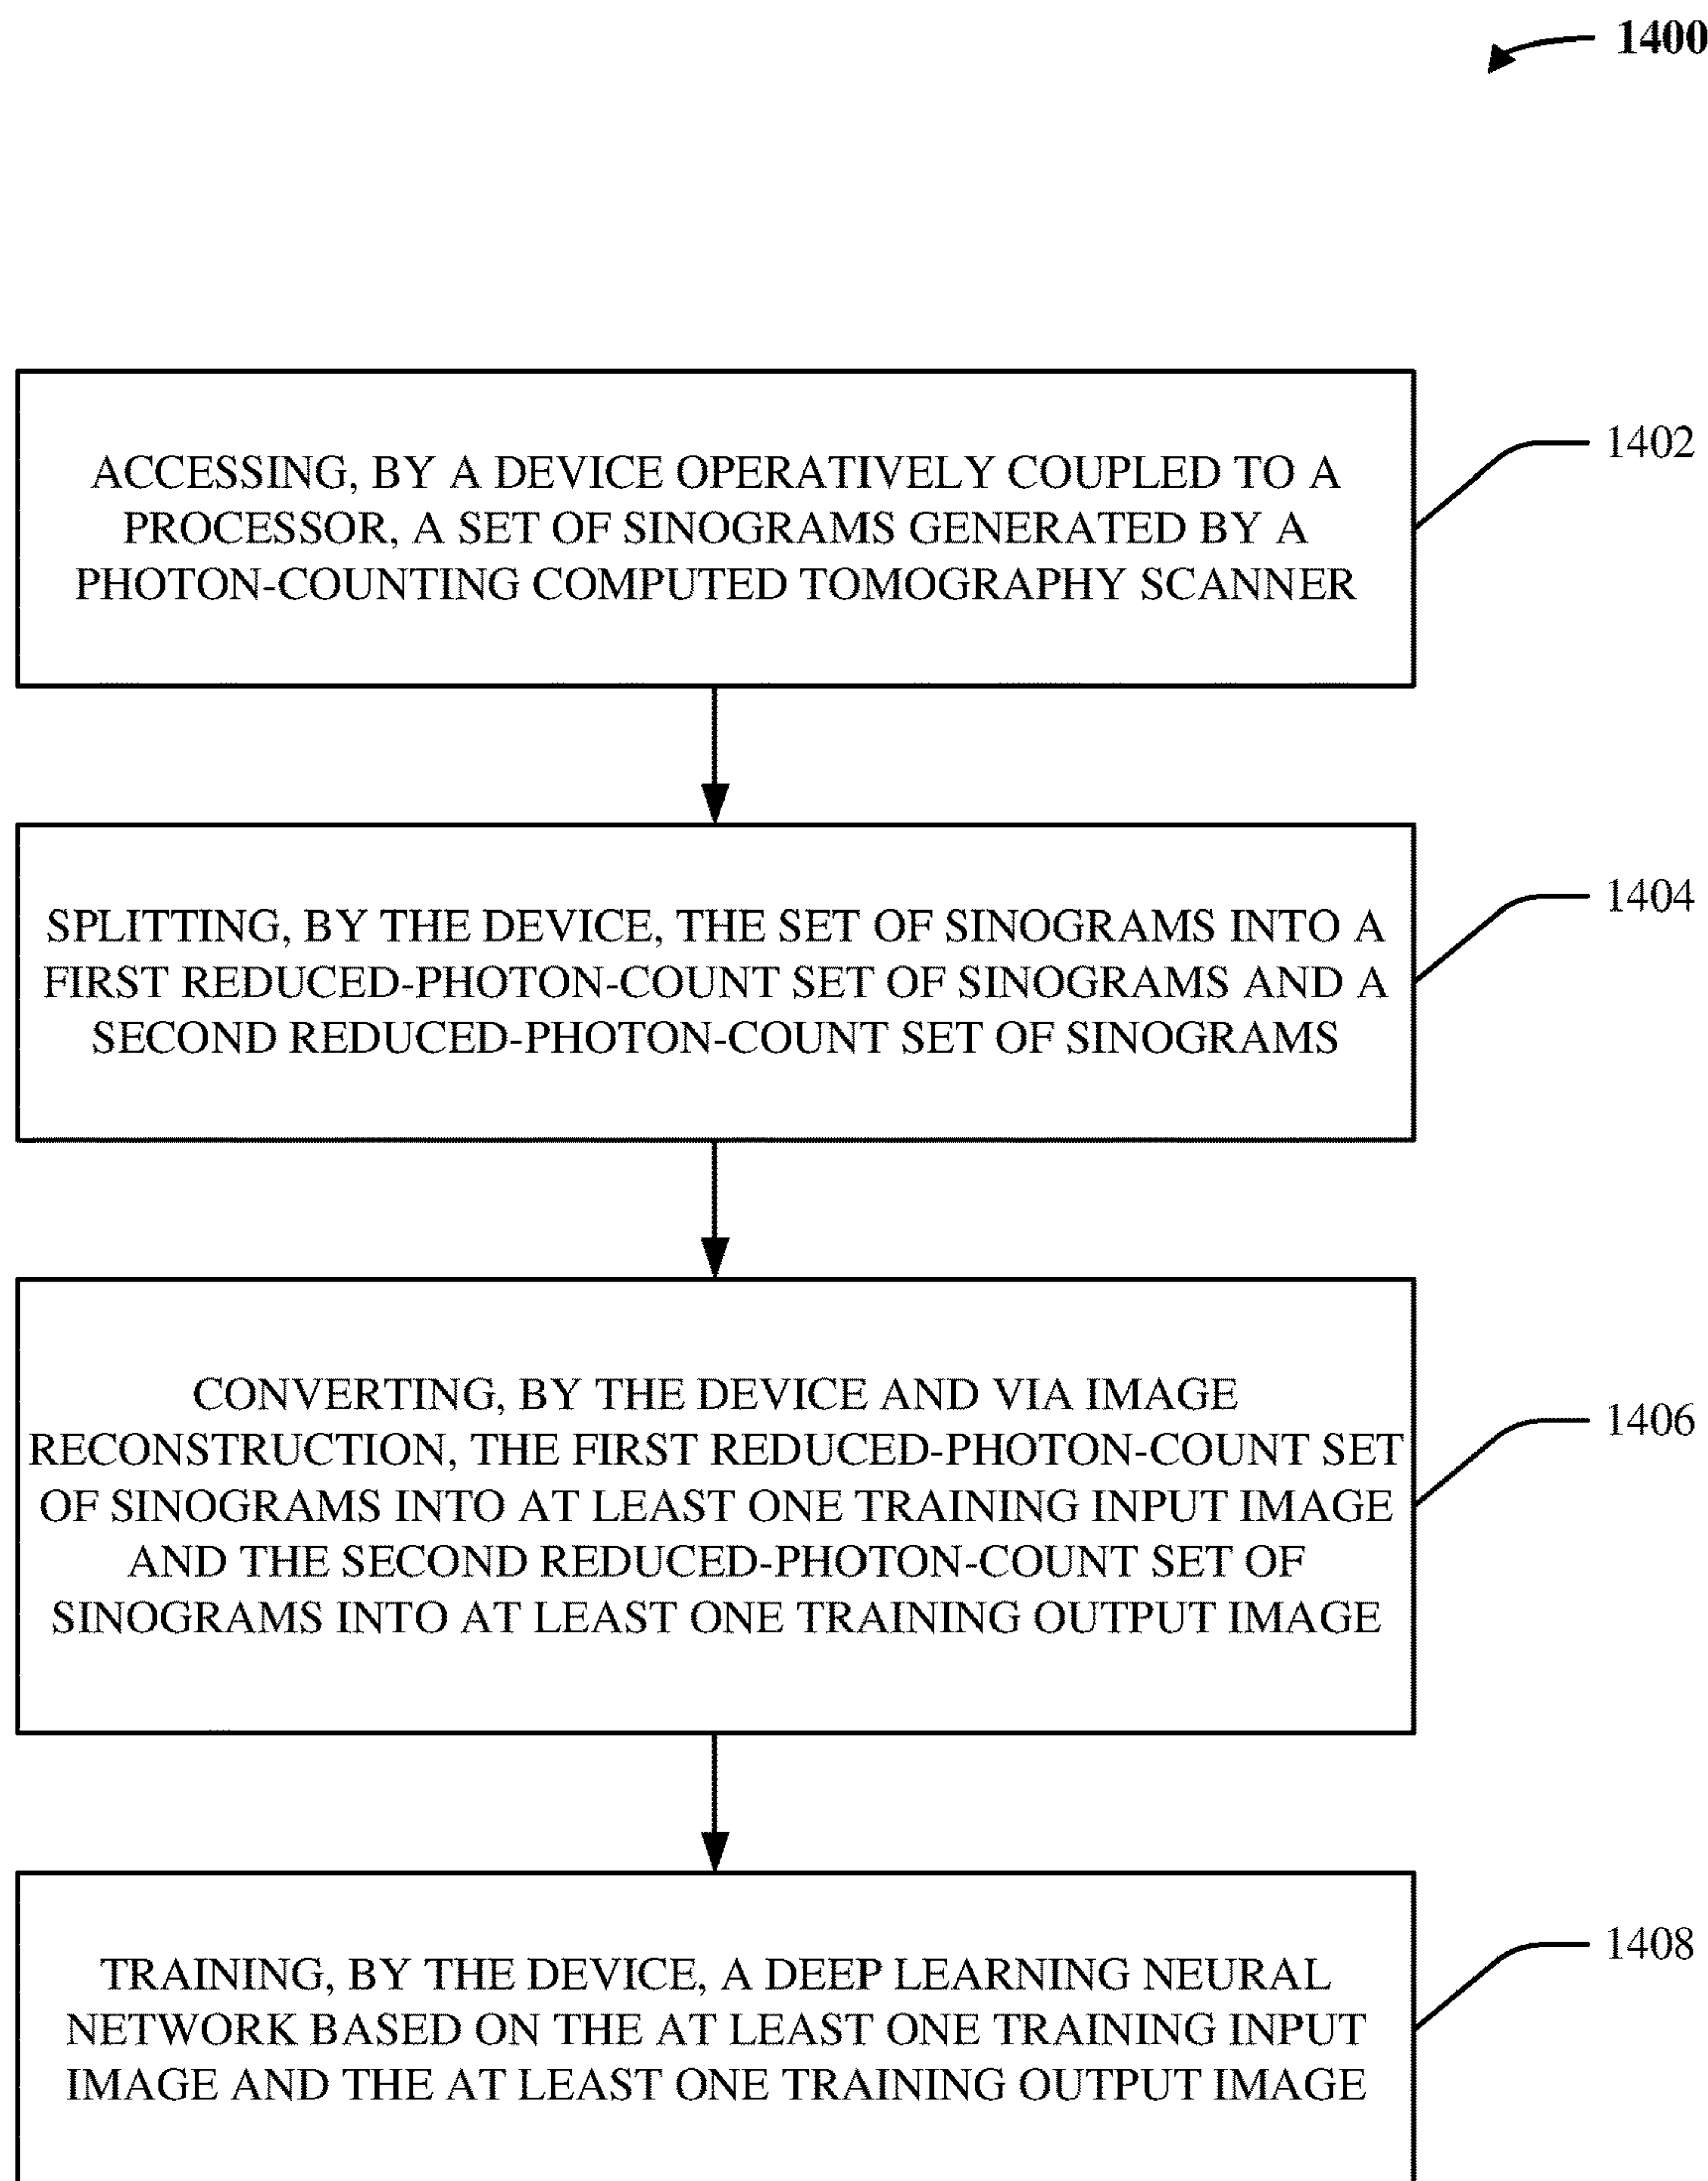 1400
ACCESSING, BY A DEVICE OPERATIVELY COUPLED TO A
PROCESSOR, A SET OF SINOGRAMS GENERATED BY A
PHOTON-COUNTING COMPUTED TOMOGRAPHY SCANNER
1402
SPLITTING, BY THE DEVICE, THE SET OF SINOGRAMS INTO A
FIRST REDUCED-PHOTON-COUNT SET OF SINOGRAMS AND A
SECOND REDUCED-PHOTON-COUNT SET OF SINOGRAMS
1404
CONVERTING, BY THE DEVICE AND VIA IMAGE
RECONSTRUCTION, THE FIRST REDUCED-PHOTON-COUNT SET
OF SINOGRAMS INTO AT LEAST ONE TRAINING INPUT IMAGE
AND THE SECOND REDUCED-PHOTON-COUNT SET OF
SINOGRAMS INTO AT LEAST ONE TRAINING OUTPUT IMAGE
1406
TRAINING, BY THE DEVICE, A DEEP LEARNING NEURAL
NETWORK BASED ON THE AT LEAST ONE TRAINING INPUT
IMAGE AND THE AT LEAST ONE TRAINING OUTPUT IMAGE
1408